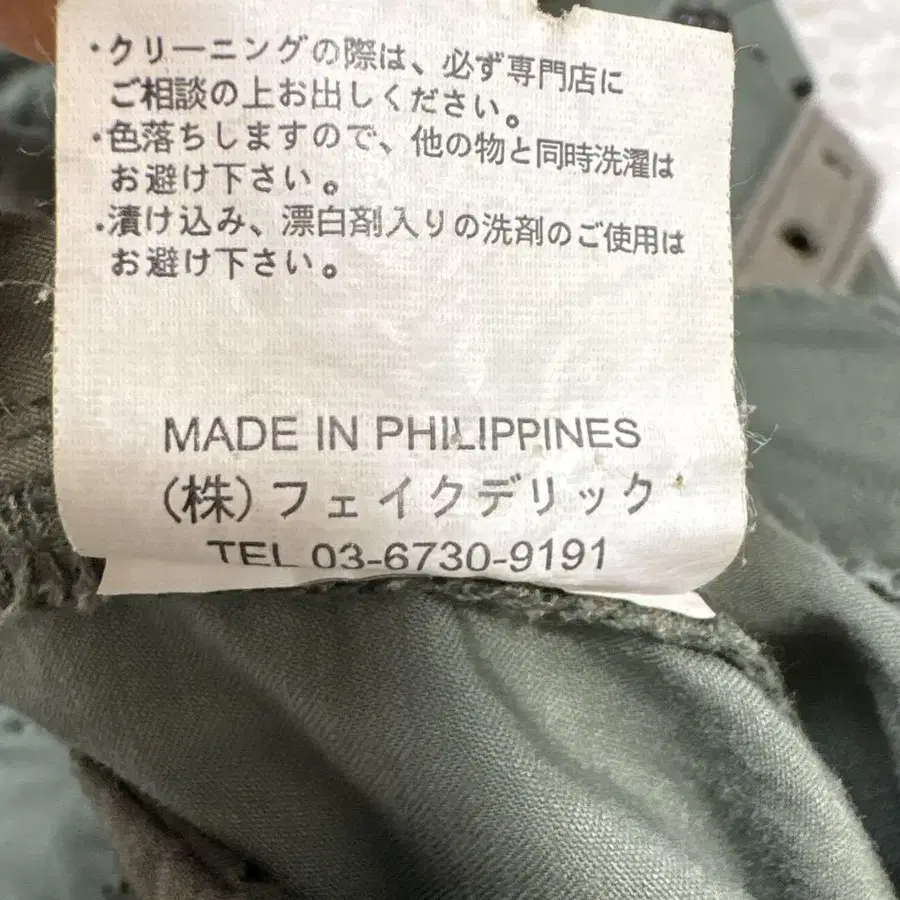 ・クリーニングの際は、必ず専門店に
ご相談の上お出しください。
・色落ちしますので、他の物と同時洗濯は
お避け下さい。
・漬け込み、漂白剤入りの洗剤のご使用は
お避け下さい。
MADE IN PHILIPPINES
(株)フェイクデリック
TEL 03-6730-9191